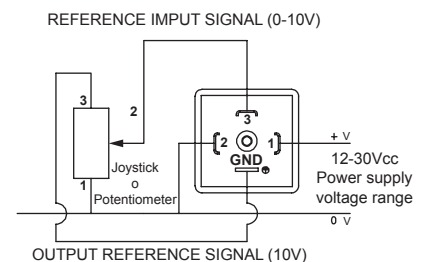 REFERENCE IMPUT SIGNAL (0-10V)
3
2
3
2
1
+ V
Joystick
o
Potentiometer
1
GND
12-30Vcc
Power supply
voltage range
0 V
OUTPUT REFERENCE SIGNAL (10V)